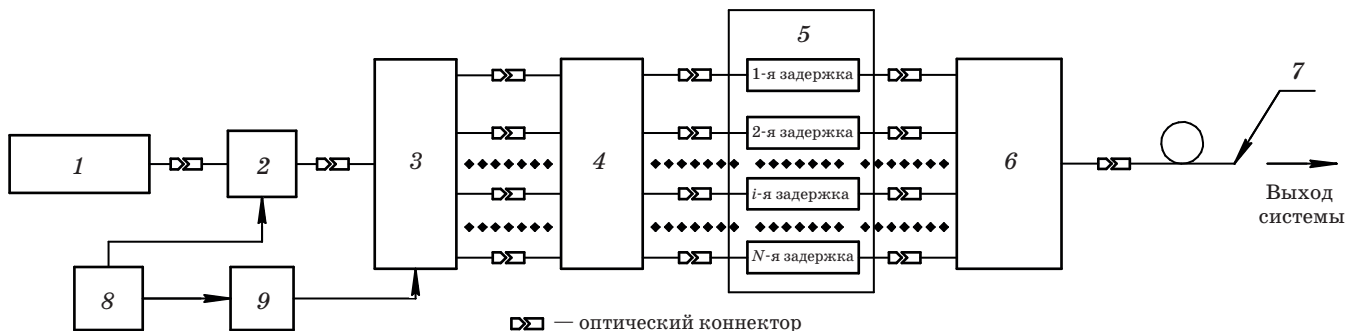 5
1-я задержка
7
2-я задержка
1
2
3
4
6
i-я задержка
Выход
системы
N-я задержка
8
9
— оптический коннектор